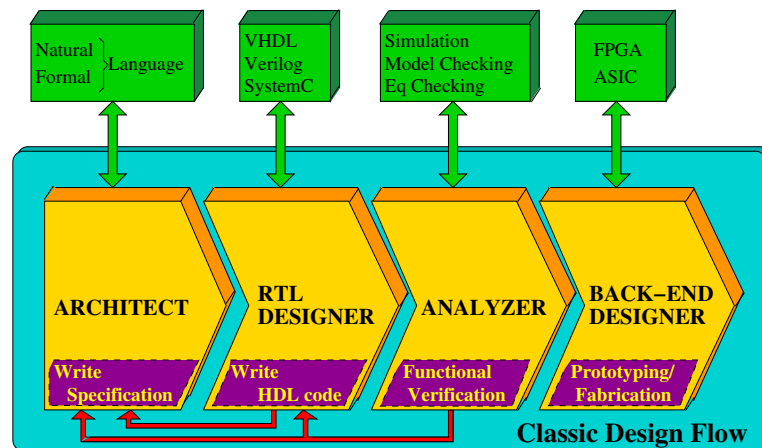 Natural
Formal
Language
VHDL
Verilog
SystemC
Simulation
Model Checking
Eq Checking
FPGA
ASIC
ARCHITECT
RTL
DESIGNER
ANALYZER
BACK−END
DESIGNER
Write
Specification
Write
HDL code
Functional
Verification
Prototyping/
Fabrication
Classic Design Flow